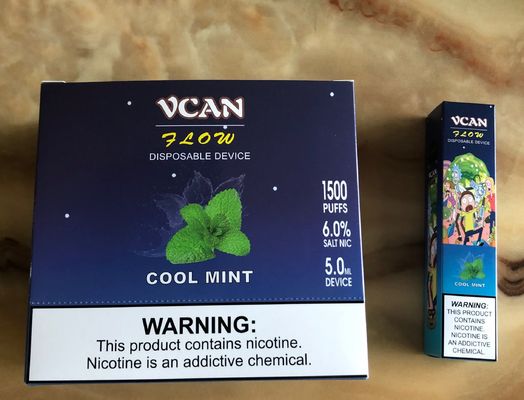 VCAN
FLOW
DISPOSABLE DEVICE
1500
PUFFS
6.0%
SALT NIC
5.0ML
DEVICE
COOL MINT
WARNING:
This product contains nicotine.
Nicotine is an addictive chemical.
VCAN
FLOW
DISPOSABLE DEVICE
COOL MINT
WARNING:
THIS PRODUCT
CONTAINS
NICOTINE
NICOTINE IS
AN ADDICTIVE
CHEMICAL.